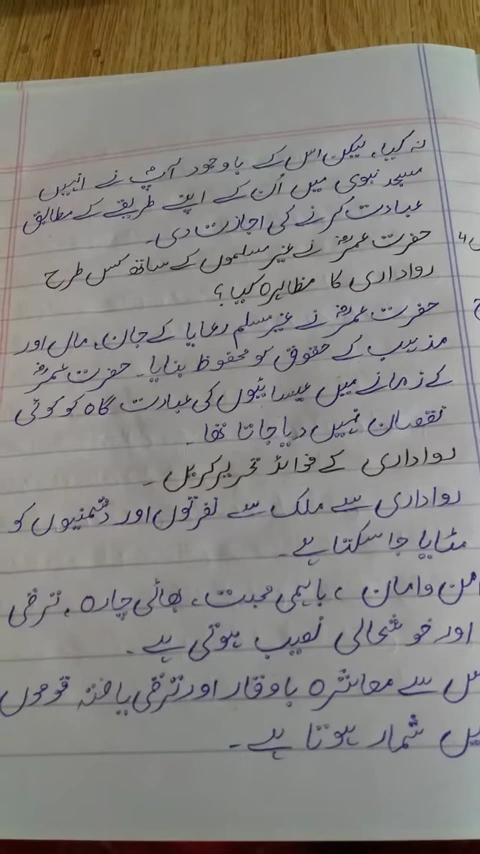 نہ کیا، لیکن اس کے باوجود آپؐ نے انہیں
مسجد نبوی میں اُن کے اپنے طریقے کے مطابق
عبادت کرنے کی اجازت دی۔
حضرت عمرؓ نے غیر مسلموں کے ساتھ کس طرح
رواداری کا مظاہرہ کیا؟
حضرت عمرؓ نے غیر مسلم رعایا کے جان، مال اور
مذہب کے حقوق کو محفوظ بنایا۔ حضرت عمرؓ
کے زمانے میں عیسائیوں کی عبادت گاہ کو کوئی
نقصان نہیں دیا جاتا تھا۔
رواداری کے فوائد تحریر کریں۔
رواداری سے ملک سے نفرتوں اور دشمنیوں کو
مٹایا جا سکتا ہے۔
امن وامان، باہمی محبت، بھائی چارہ، ترقی
اور خوشحالی نصیب ہوتی ہے۔
اس سے معاشرہ باوقار اور ترقی یافتہ قوموں
میں شمار ہوتا ہے۔